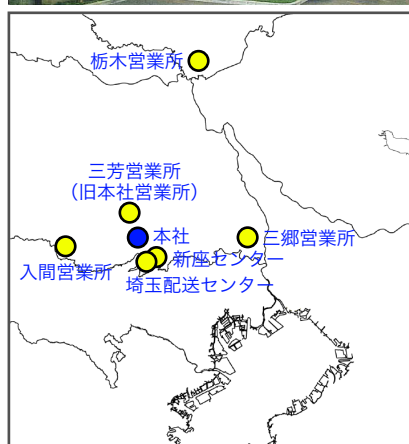 栃木営業所
三芳営業所
（旧本社営業所）
本社
三郷営業所
新座センター
入間営業所
埼玉配送センター